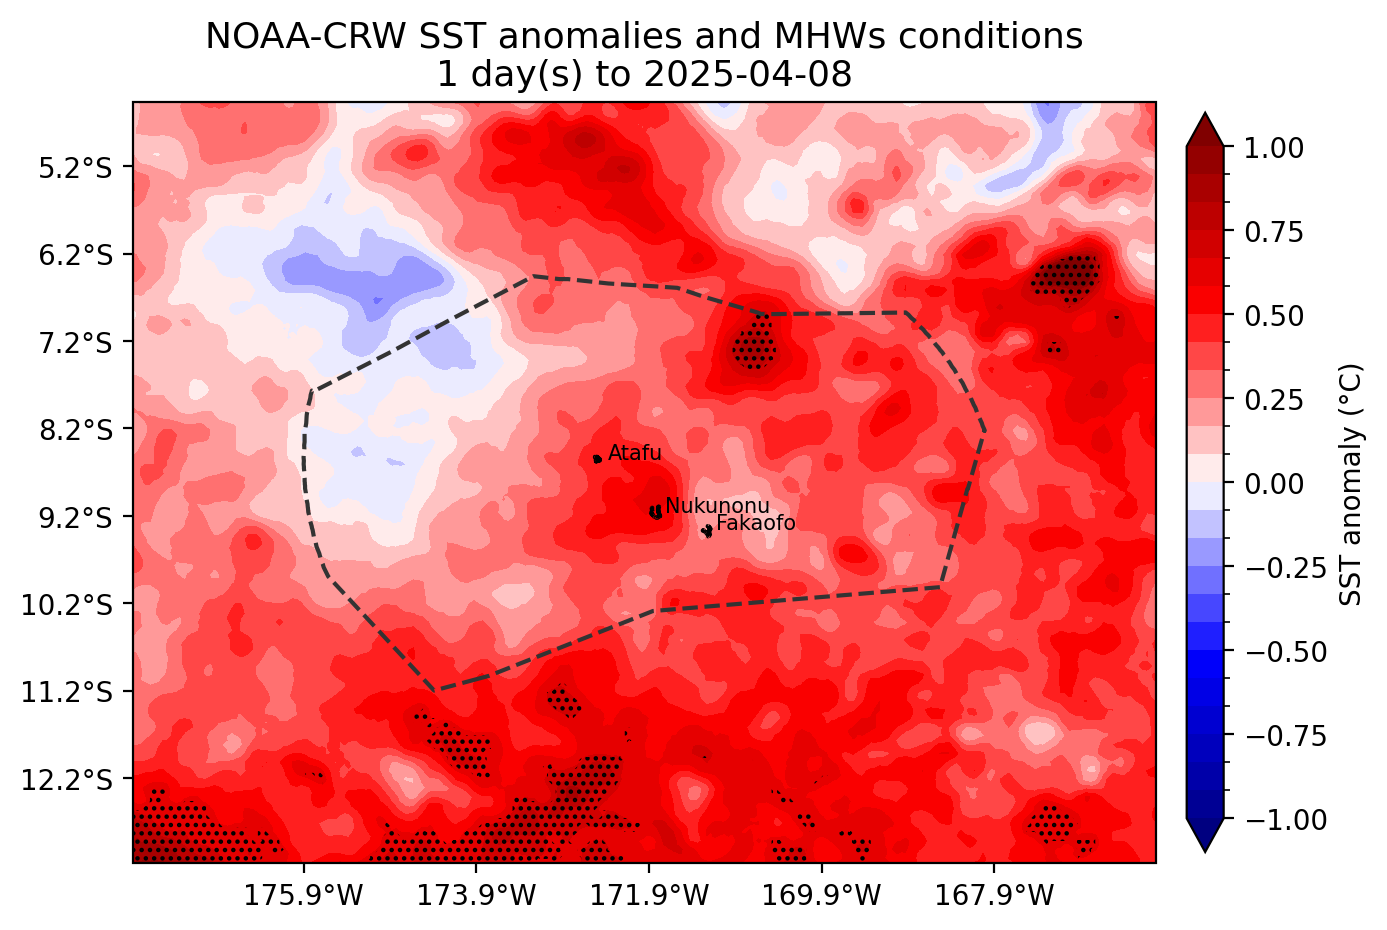 NOAA-CRW SST anomalies and MHWs conditions
1 day(s) to 2025-04-08
5.2°S
6.2°S
7.2°S
8.2°S
9.2°S
10.2°S
11.2°S
12.2°S
Atafu
Nukunonu
Fakaofo
175.9°W
173.9°W
171.9°W
169.9°W
167.9°W
1.00
0.75
0.50
0.25
0.00
−0.25
−0.50
−0.75
−1.00
SST anomaly (°C)